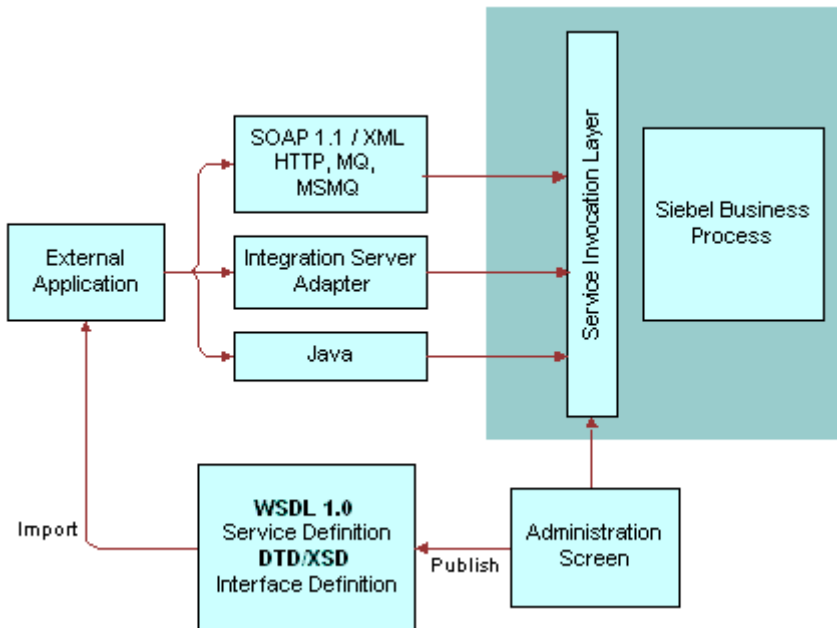 SOAP 1.1 / XML
HTTP, MQ,
MSMQ
External
Application
Integration Server
Adapter
Java
Service Invocation Layer
Siebel Business
Process
Import
WSDL 1.0
Service Definition
DTD/XSD
Interface Definition
Publish
Administration
Screen